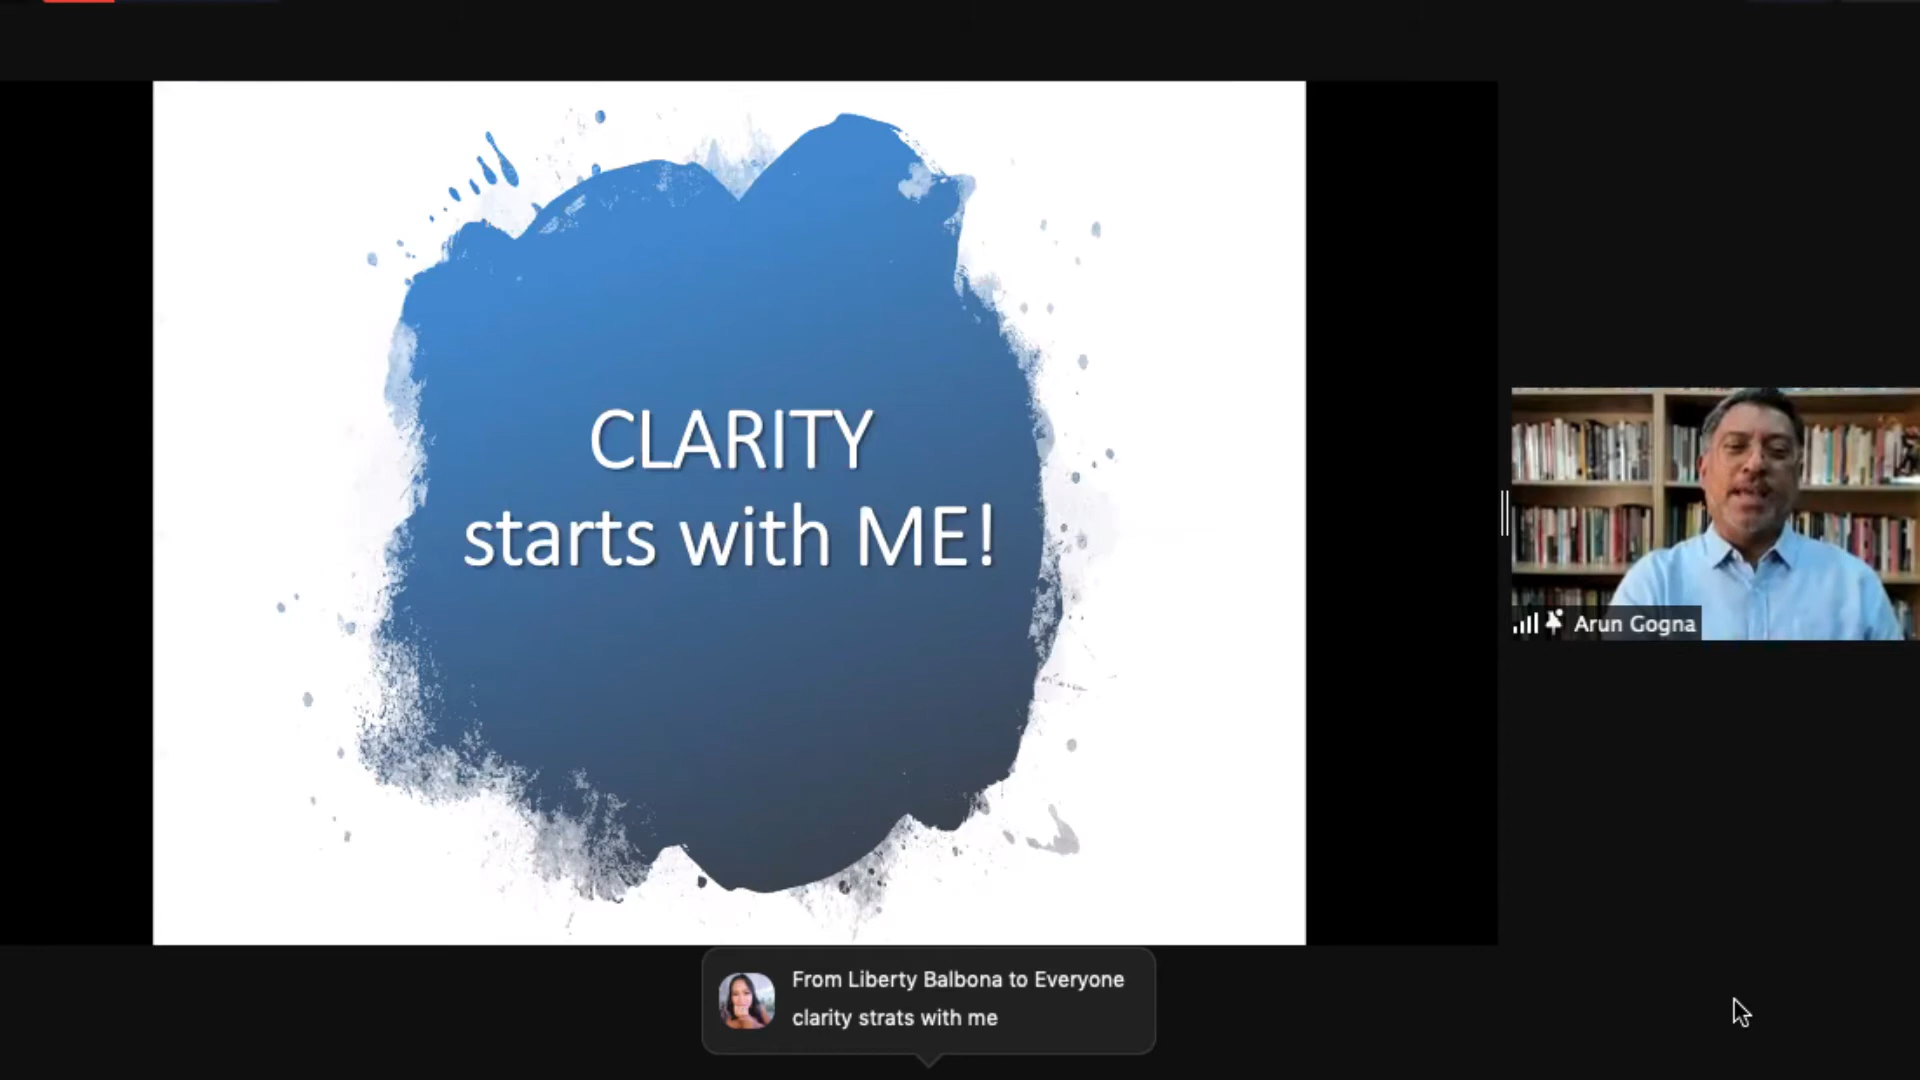 CLARITY
starts with ME!
Arun Gogna
From Liberty Balbona to Everyone
clarity strats with me